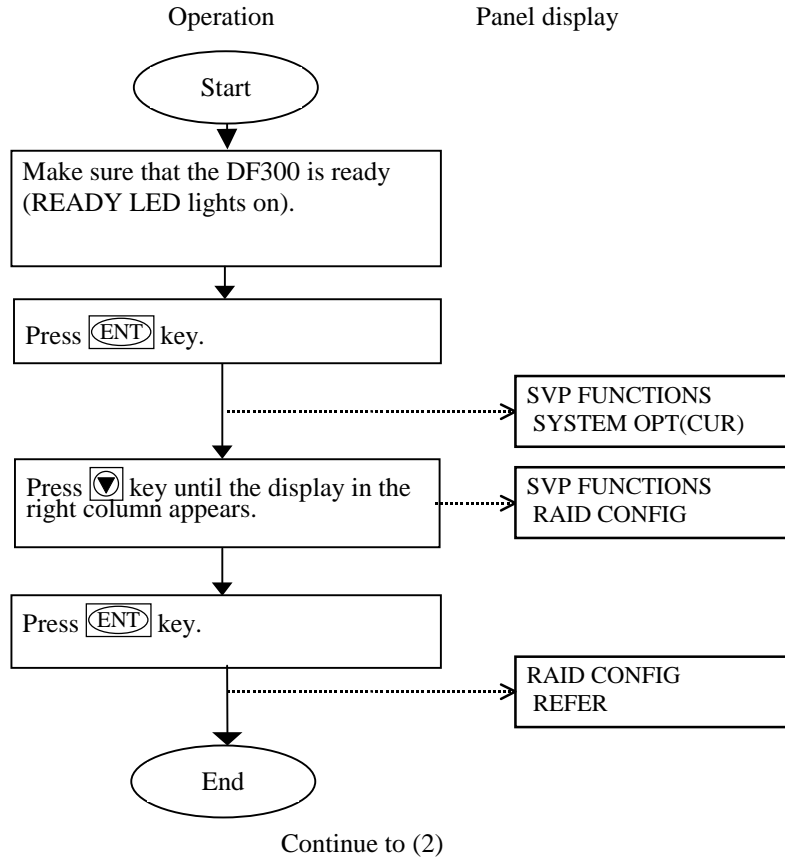 Operation Panel display
Start
Make sure that the DF300 is ready
(READY LED lights on).
Press ENT key.
SVP FUNCTIONS
SYSTEM OPT(CUR)
Press ▼ key until the display in the
right column appears.
SVP FUNCTIONS
RAID CONFIG
Press ENT key.
RAID CONFIG
REFER
End
Continue to (2)